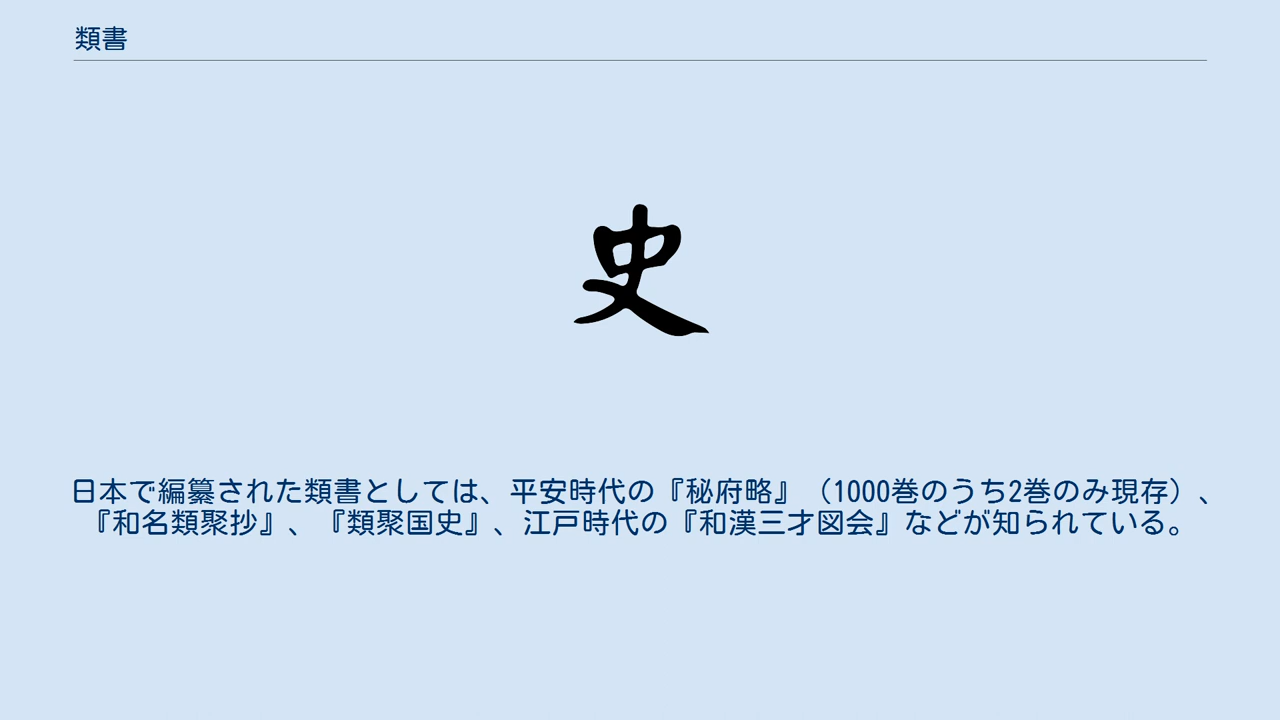 類書
史
日本で編纂された類書としては、平安時代の『秘府略』（1000巻のうち2巻のみ現存）、
『和名類聚抄』、『類聚国史』、江戸時代の『和漢三才図会』などが知られている。